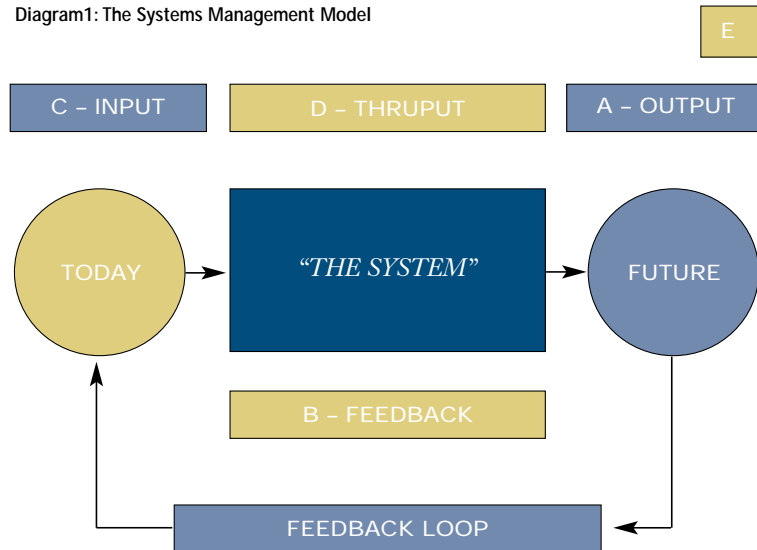 Diagram1: The Systems Management Model
E
C – INPUT
D – THRUPUT
A – OUTPUT
TODAY
“THE SYSTEM”
FUTURE
B – FEEDBACK
FEEDBACK LOOP